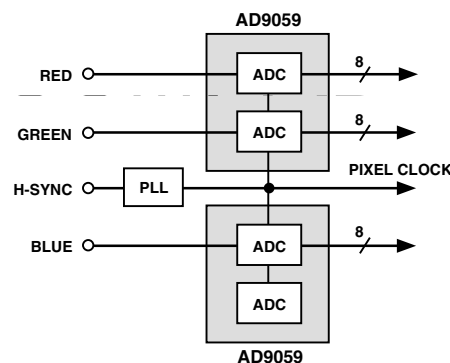 AD9059
RED
ADC
8
GREEN
ADC
8
H-SYNC
PLL
PIXEL CLOCK
BLUE
ADC
8
ADC
AD9059